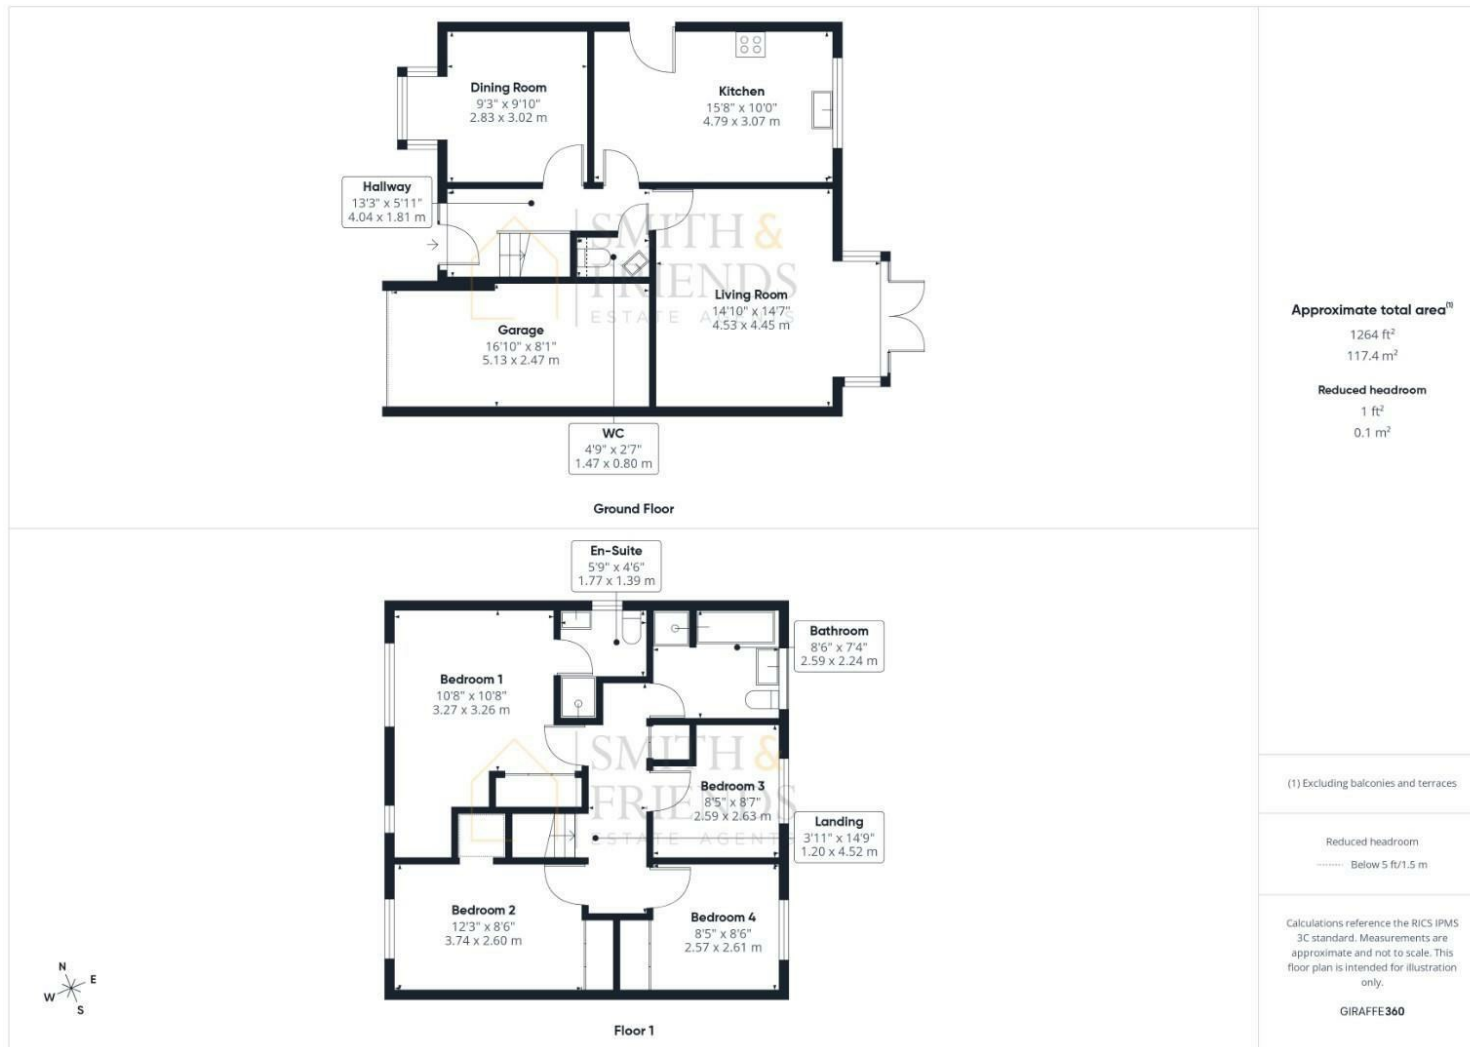 Dining Room
9'3" x 9'10"
2.83 x 3.02 m
Kitchen
15'8" x 10'0"
4.79 x 3.07 m
Hallway
13'3" x 5'11"
4.04 x 1.81 m
SMITH &
FRIENDS
ESTATE AGENTS
Living Room
14'10" x 14'7"
4.53 x 4.45 m
Garage
16'10" x 8'1"
5.13 x 2.47 m
WC
4'9" x 2'7"
1.47 x 0.80 m
Ground Floor
En-Suite
5'9" x 4'6"
1.77 x 1.39 m
Bathroom
8'6" x 7'4"
2.59 x 2.24 m
Bedroom 1
10'8" x 10'8"
3.27 x 3.26 m
SMITH &
FRIENDS
ESTATE AGENTS
Bedroom 3
8'5" x 8'7"
2.59 x 2.63 m
Landing
3'11" x 14'9"
1.20 x 4.52 m
Bedroom 2
12'3" x 8'6"
3.74 x 2.60 m
Bedroom 4
8'5" x 8'6"
2.57 x 2.61 m
N
E
W
S
Floor 1
Approximate total area(1)
1264 ft²
117.4 m²
Reduced headroom
1 ft²
0.1 m²
(1) Excluding balconies and terraces
Reduced headroom
Below 5 ft/1.5 m
Calculations reference the RICS IPMS
3C standard. Measurements are
approximate and not to scale. This
floor plan is intended for illustration
only.
GIRAFFE360